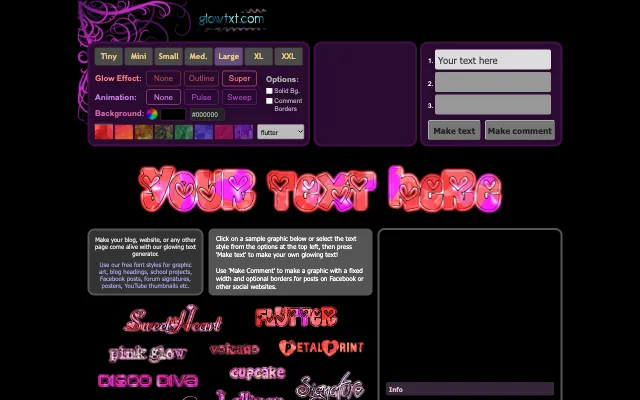 glowtxt.com
Tiny Mini Small Med. Large XL XXL
Glow Effect: None Outline Super
Options:
Solid Bg.
Animation: None Pulse Sweep
Comment
Borders
Background: #000000
flutter
1. Your text here
2.
3.
Make text Make comment
YOUR TEXT HERE
Make your blog, website, or any other
page come alive with our glowing text
generator.
Use our free font styles for graphic
art, blog headings, school projects,
Facebook posts, forum signatures,
posters, YouTube thumbnails etc.
Click on a sample graphic below or select the text
style from the options at the top left, then press
'Make text' to make your own glowing text!
Use 'Make Comment' to make a graphic with a fixed
width and optional borders for posts on Facebook or
other social websites.
SweetHeart FLUTTER
pink glow volcano PETALPRINT
DISCO DIVA cupcake Signature
Info